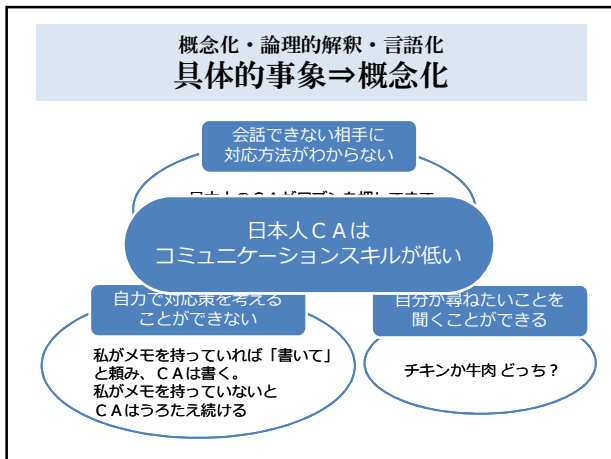 概念化・論理的解釈・言語化
具体的事象⇒概念化
会話できない相手に
対応方法がわからない
日本人ＣＡは
コミュニケーションスキルが低い
自力で対応策を考える
ことができない
私がメモを持っていれば「書いて」
と頼み、ＣＡは書く。
私がメモを持っていないと
ＣＡはうろたえ続ける
自分が尋ねたいことを
聞くことができる
チキンか牛肉 どっち？